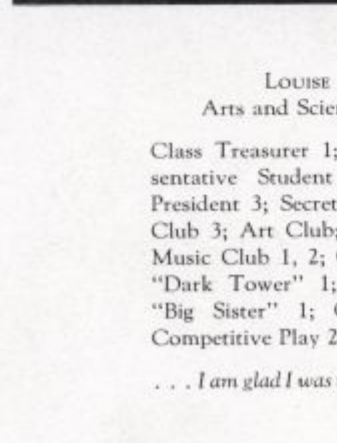 LOUISE
Arts and Scie
Class Treasurer 1;
sentative Student
President 3; Secret
Club 3; Art Club;
Music Club 1, 2;
"Dark Tower" 1;
"Big Sister" 1;
Competitive Play 2
. . . I am glad I was